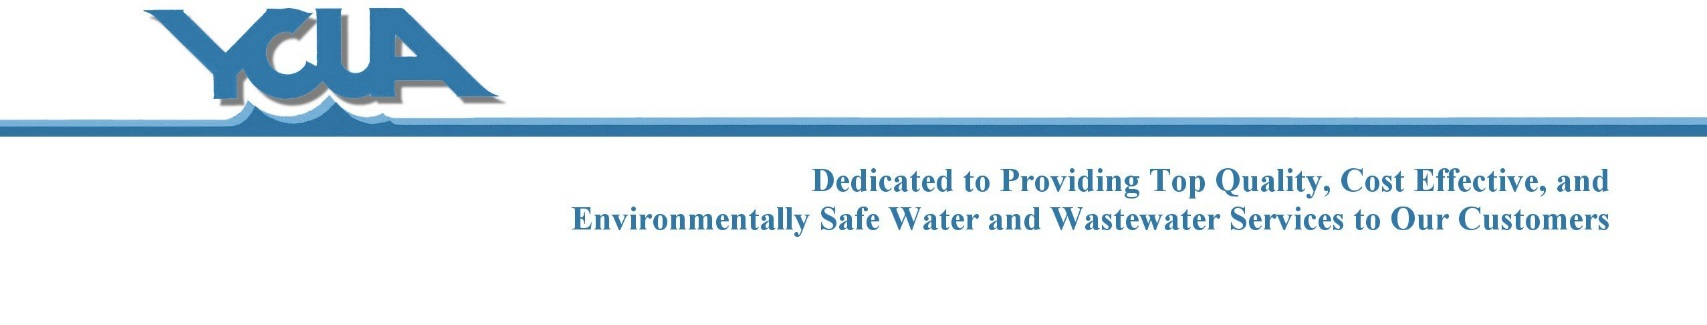 YCUA
Dedicated to Providing Top Quality, Cost Effective, and
Environmentally Safe Water and Wastewater Services to Our Customers